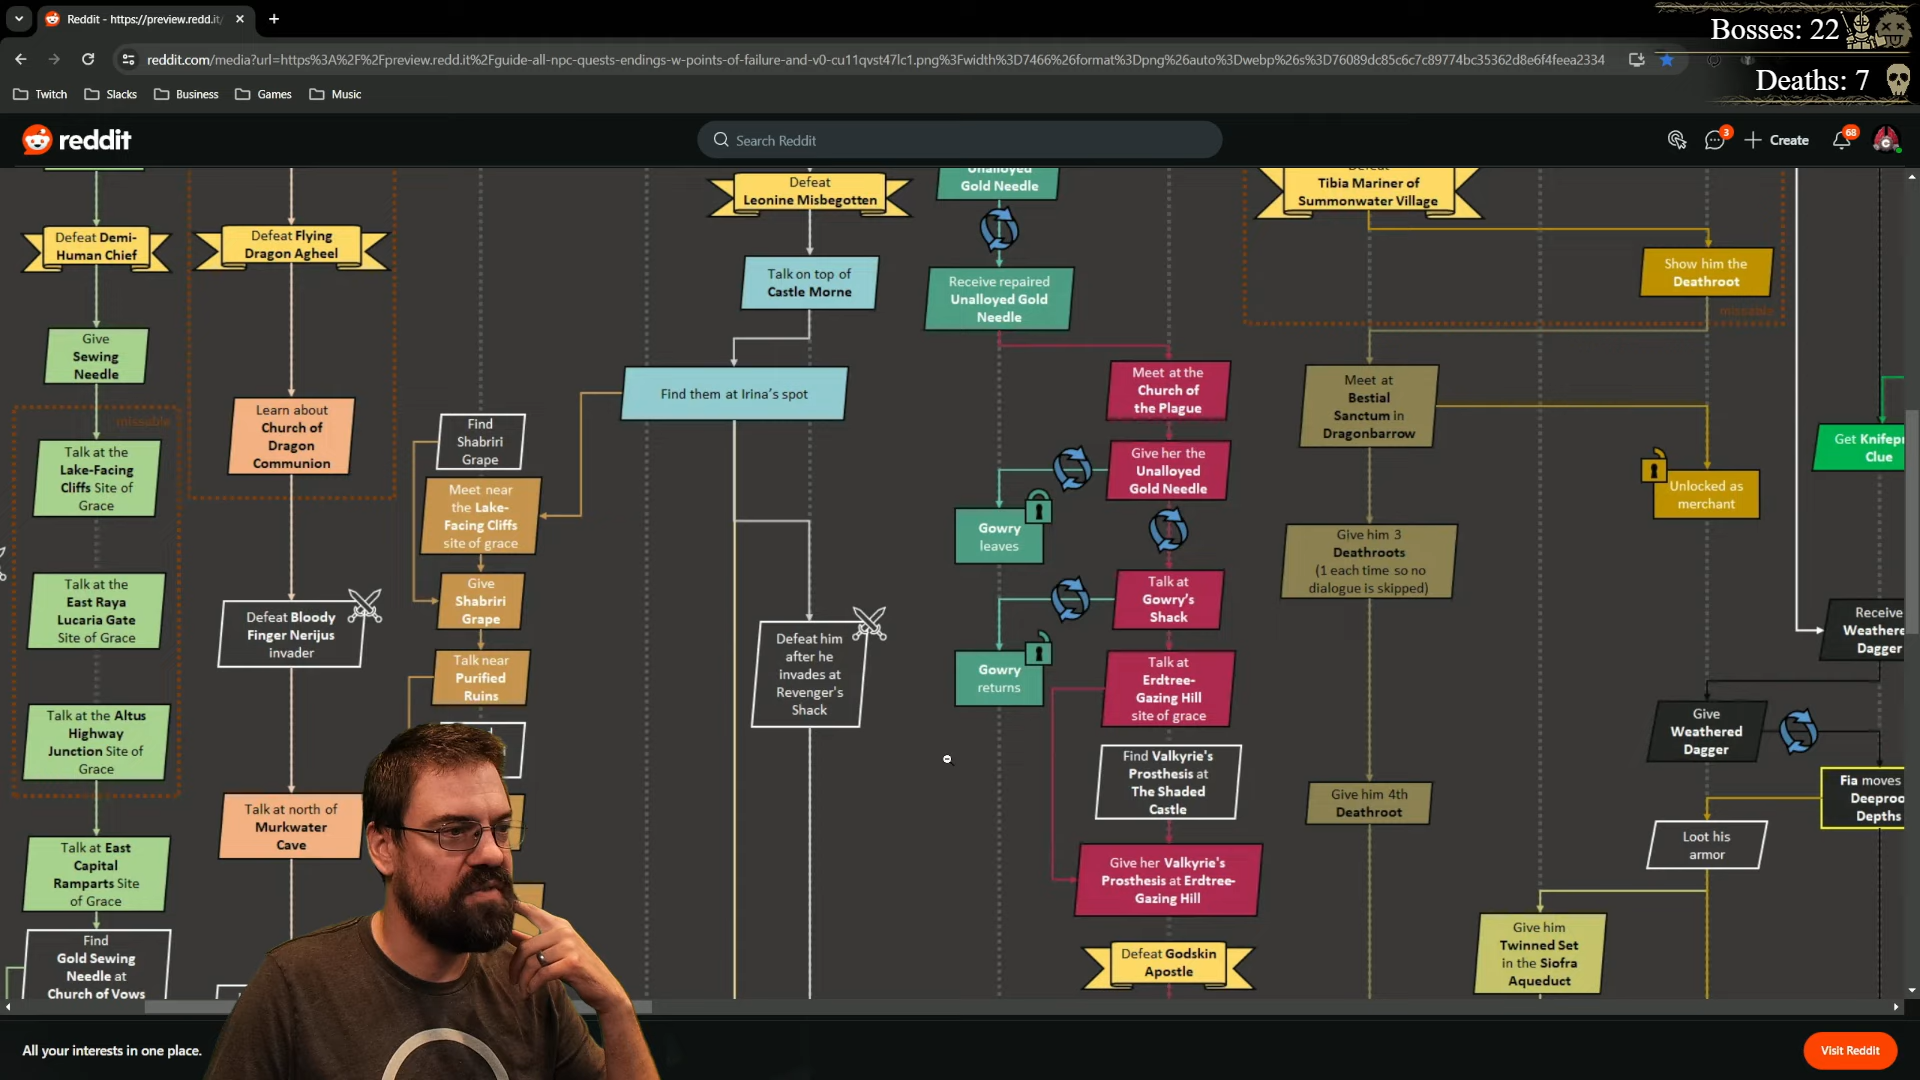 Reddit - https://preview.redd.it/
Bosses: 22
Deaths: 7
reddit.com/media?url=https%3A%2F%2Fpreview.redd.it%2Fguide-all-npc-quests-endings-w-points-of-failure-and-v0-cu11qvst47lc1.png%3Fwidth%3D7466%26format%3Dpng%26auto%3Dwebp%26s%3D76089dc85c6c7c89774bc35362d8e6f4feea2334
Twitch
Slacks
Business
Games
Music
reddit
Search Reddit
3
Create
68
Defeat Demi-
Human Chief
Give
Sewing
Needle
missable
Talk at the
Lake-Facing
Cliffs Site of
Grace
Talk at the
East Raya
Lucaria Gate
Site of Grace
Talk at the Altus
Highway
Junction Site of
Grace
Talk at East
Capital
Ramparts Site
of Grace
Find
Gold Sewing
Needle at
Church of Vows
Defeat Flying
Dragon Agheel
Learn about
Church of
Dragon
Communion
Defeat Bloody
Finger Nerijus
invader
Talk at north of
Murkwater
Cave
Find
Shabriri
Grape
Meet near
the Lake-
Facing Cliffs
site of grace
Give
Shabriri
Grape
Talk near
Purified
Ruins
Defeat
Leonine Misbegotten
Talk on top of
Castle Morne
Find them at Irina's spot
Defeat him
after he
invades at
Revenger's
Shack
Unalloyed
Gold Needle
Receive repaired
Unalloyed Gold
Needle
Gowry
leaves
Gowry
returns
Meet at the
Church of
the Plague
Give her the
Unalloyed
Gold Needle
Talk at
Gowry's
Shack
Talk at
Erdtree-
Gazing Hill
site of grace
Find Valkyrie's
Prosthesis at
The Shaded
Castle
Give her Valkyrie's
Prosthesis at Erdtree-
Gazing Hill
Defeat Godskin
Apostle
Defeat
Tibia Mariner of
Summonwater Village
Show him the
Deathroot
missable
Meet at
Bestial
Sanctum in
Dragonbarrow
Unlocked as
merchant
Give him 3
Deathroots
(1 each time so no
dialogue is skipped)
Give him 4th
Deathroot
Get Knifepr
Clue
Receive
Weathere
Dagger
Give
Weathered
Dagger
Fia moves
Deeproo
Depths
Loot his
armor
Give him
Twinned Set
in the Siofra
Aqueduct
All your interests in one place.
Visit Reddit